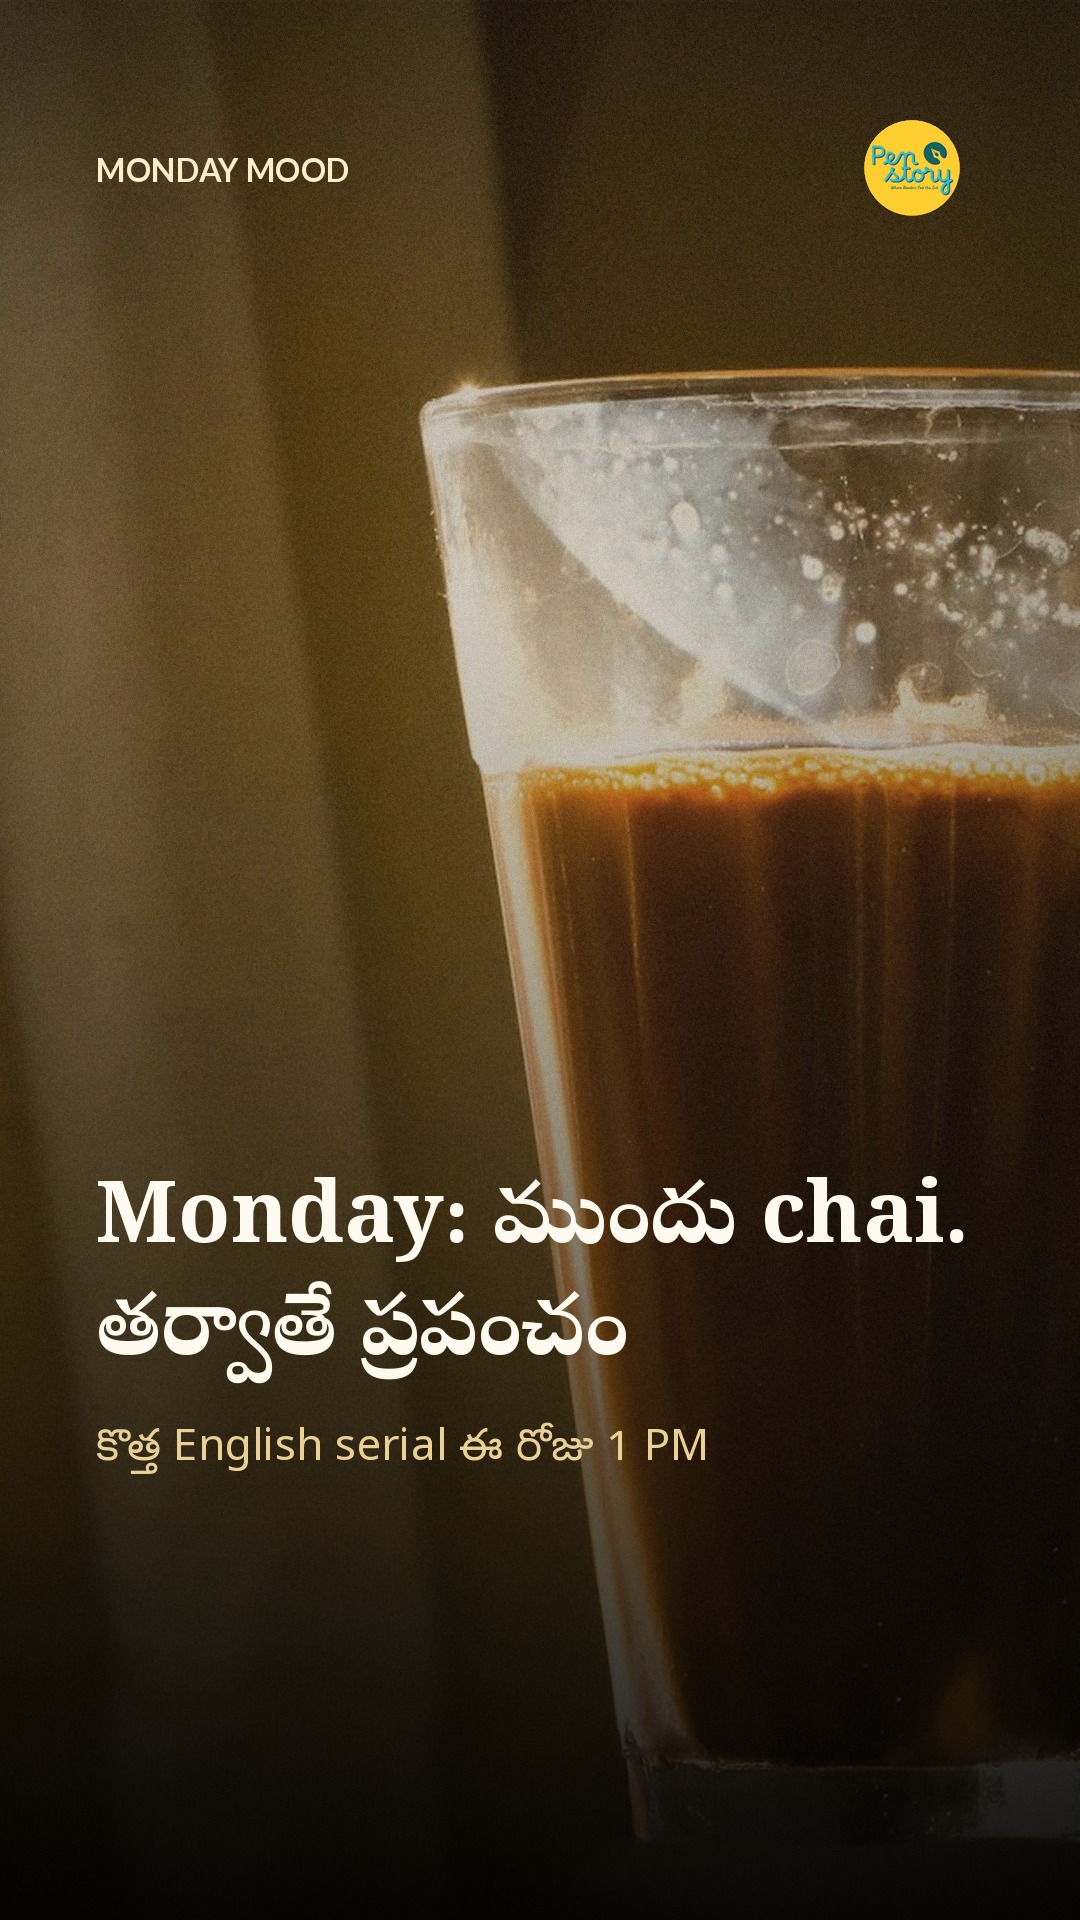 MONDAY MOOD
Pen
story
Monday: ముందు chai.
తర్వాతే ప్రపంచం
కొత్త English serial ఈ రోజు 1 PM